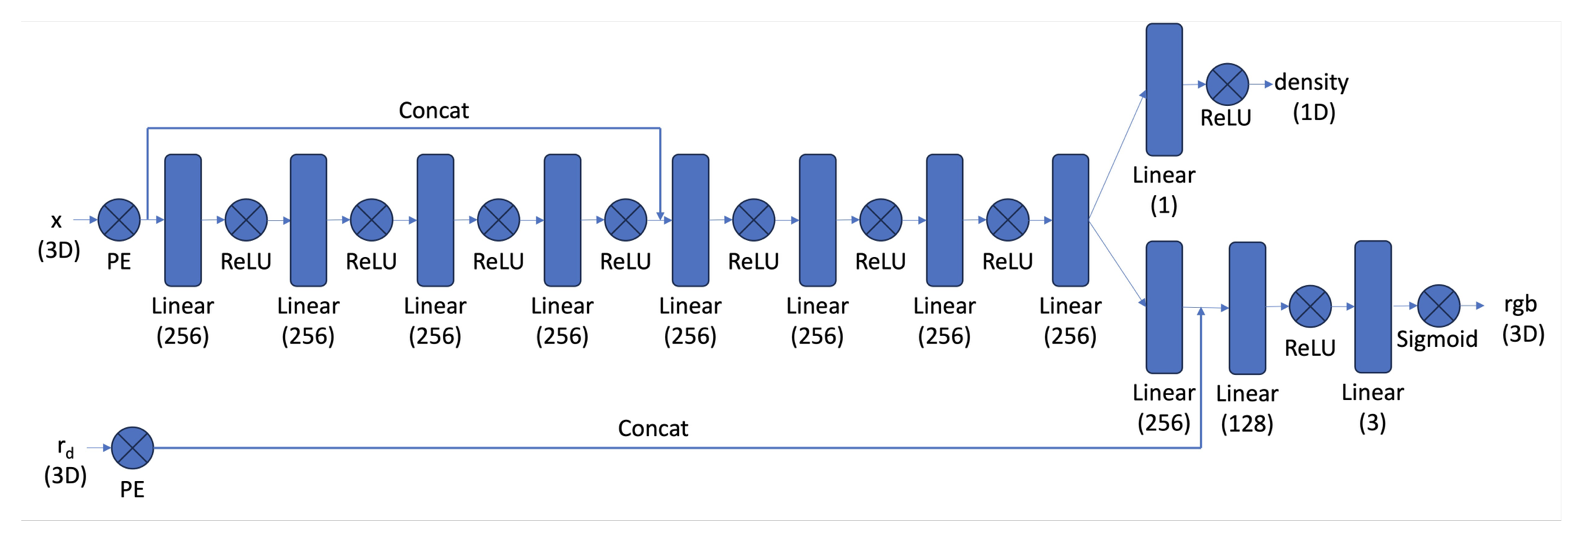 Concat
x
(3D)
PE
Linear
(256)
ReLU
Linear
(256)
ReLU
Linear
(256)
ReLU
Linear
(256)
ReLU
Linear
(256)
ReLU
Linear
(256)
ReLU
Linear
(256)
ReLU
Linear
(256)
Linear
(1)
ReLU
density
(1D)
Linear
(256)
Linear
(128)
ReLU
Linear
(3)
Sigmoid
rgb
(3D)
r_d
(3D)
PE
Concat